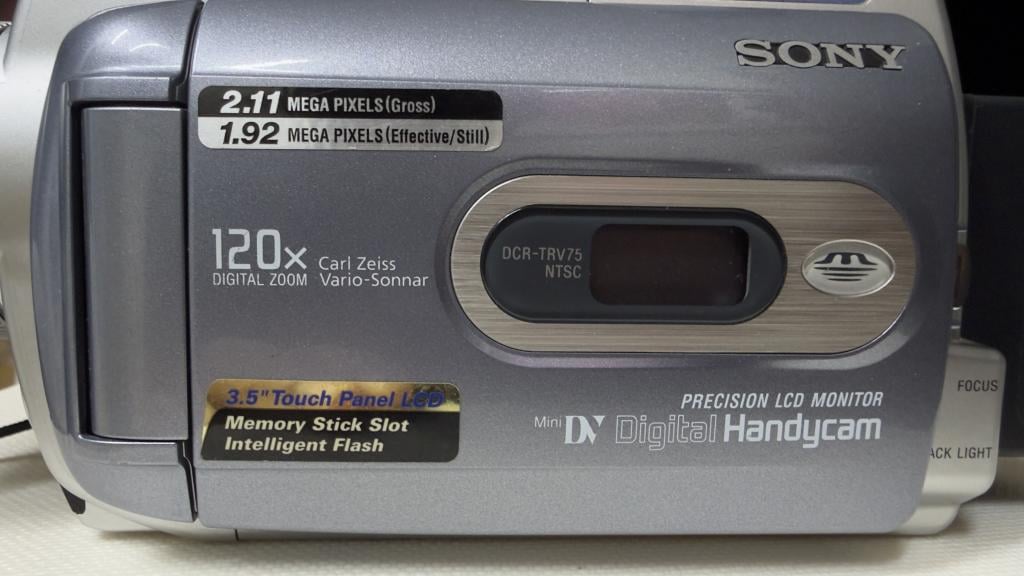 SONY
2.11 MEGA PIXELS (Gross)
1.92 MEGA PIXELS (Effective/Still)
120x
DIGITAL ZOOM
Carl Zeiss
Vario-Sonnar
DCR-TRV75
NTSC
3.5" Touch Panel LCD
Memory Stick Slot
Intelligent Flash
PRECISION LCD MONITOR
Mini DV Digital Handycam
FOCUS
ACK LIGHT